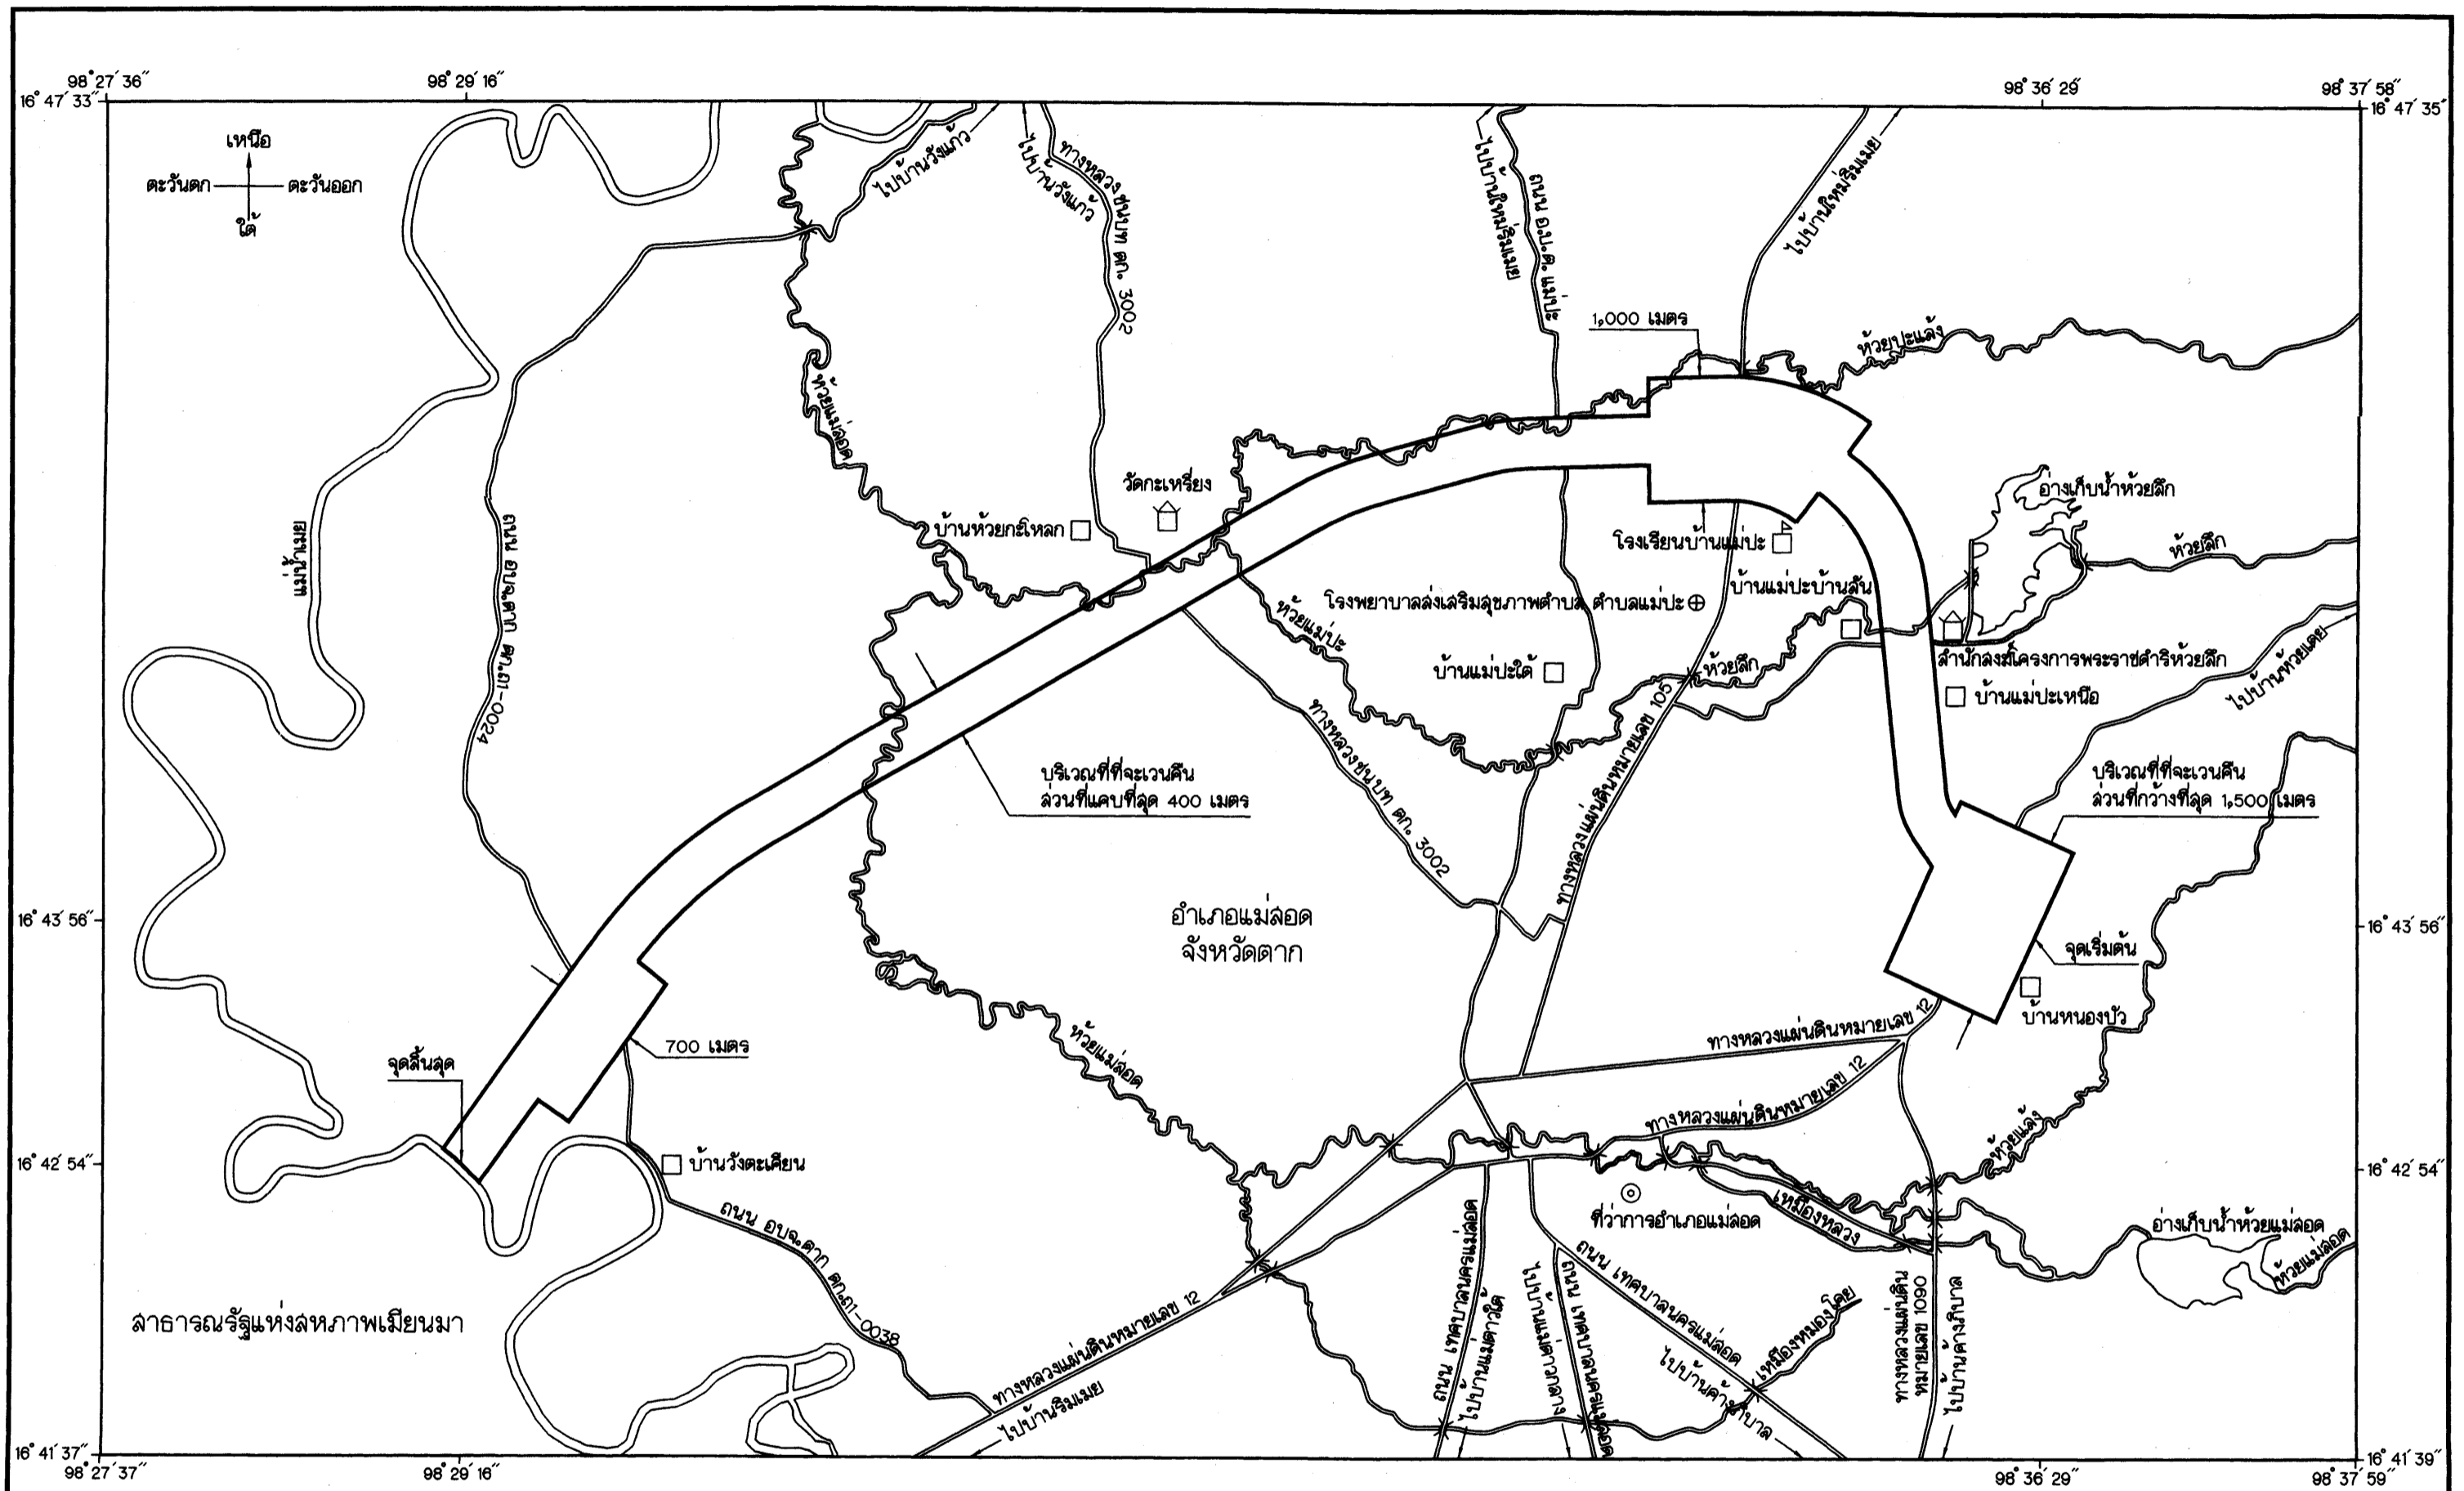 98° 27′ 36″
98° 29′ 16″
98° 36′ 29″
98° 37′ 58″
16° 47′ 33″
16° 47′ 35″
เหนือ
ตะวันตก
ตะวันออก
ใต้
ไปบ้านวังแก้ว
ไปบ้านวังแก้ว
ทางหลวงชนบท ตก. 3002
ไปบ้านใหม่ริมเมย
ถนน อ.บ.ต. แม่ปะ
ไปบ้านใหม่ริมเมย
1,000 เมตร
ห้วยปะแล้ง
ห้วยแม่สอด
วัดกะเหรี่ยง
บ้านห้วยกะโหลก
อ่างเก็บน้ำห้วยลึก
ห้วยลึก
โรงเรียนบ้านแม่ปะ
แม่น้ำเมย
ถนน อบจ.ตาก ตก.ถ1-0024
บ้านแม่ปะบ้านสัน
โรงพยาบาลส่งเสริมสุขภาพตำบล ตำบลแม่ปะ
ห้วยแม่ปะ
ห้วยลึก
บ้านแม่ปะใต้
สำนักสงฆ์โครงการพระราชดำริห้วยลึก
ไปบ้านห้วยเตย
บ้านแม่ปะเหนือ
ทางหลวงชนบท ตก. 3002
ทางหลวงแผ่นดินหมายเลข 105
บริเวณที่ที่จะเวนคืน
ส่วนที่แคบที่สุด 400 เมตร
บริเวณที่ที่จะเวนคืน
ส่วนที่กว้างที่สุด 1,500 เมตร
16° 43′ 56″
อำเภอแม่สอด
จังหวัดตาก
16° 43′ 56″
จุดเริ่มต้น
บ้านหนองบัว
ทางหลวงแผ่นดินหมายเลข 12
700 เมตร
จุดสิ้นสุด
ห้วยแม่สอด
ทางหลวงแผ่นดินหมายเลข 12
ห้วยแล้ง
16° 42′ 54″
บ้านวังตะเคียน
16° 42′ 54″
ถนน อบจ.ตาก ตก.ถ1-0038
ที่ว่าการอำเภอแม่สอด
เหมืองหลวง
อ่างเก็บน้ำห้วยแม่สอด
ห้วยแม่สอด
สาธารณรัฐแห่งสหภาพเมียนมา
ทางหลวงแผ่นดินหมายเลข 12
ไปบ้านริมเมย
ถนน เทศบาลนครแม่สอด
ไปบ้านแม่ตาวใต้
ไปบ้านแม่ตาวกลาง
ถนน เทศบาลนครแม่สอด
ถนน เทศบาลนครแม่สอด
ไปบ้านค้างภิบาล
เหมืองหมองโคย
ทางหลวงแผ่นดิน
หมายเลข 1090
ไปบ้านค้างภิบาล
16° 41′ 37″
16° 41′ 39″
98° 27′ 37″
98° 29′ 16″
98° 36′ 29″
98° 37′ 59″